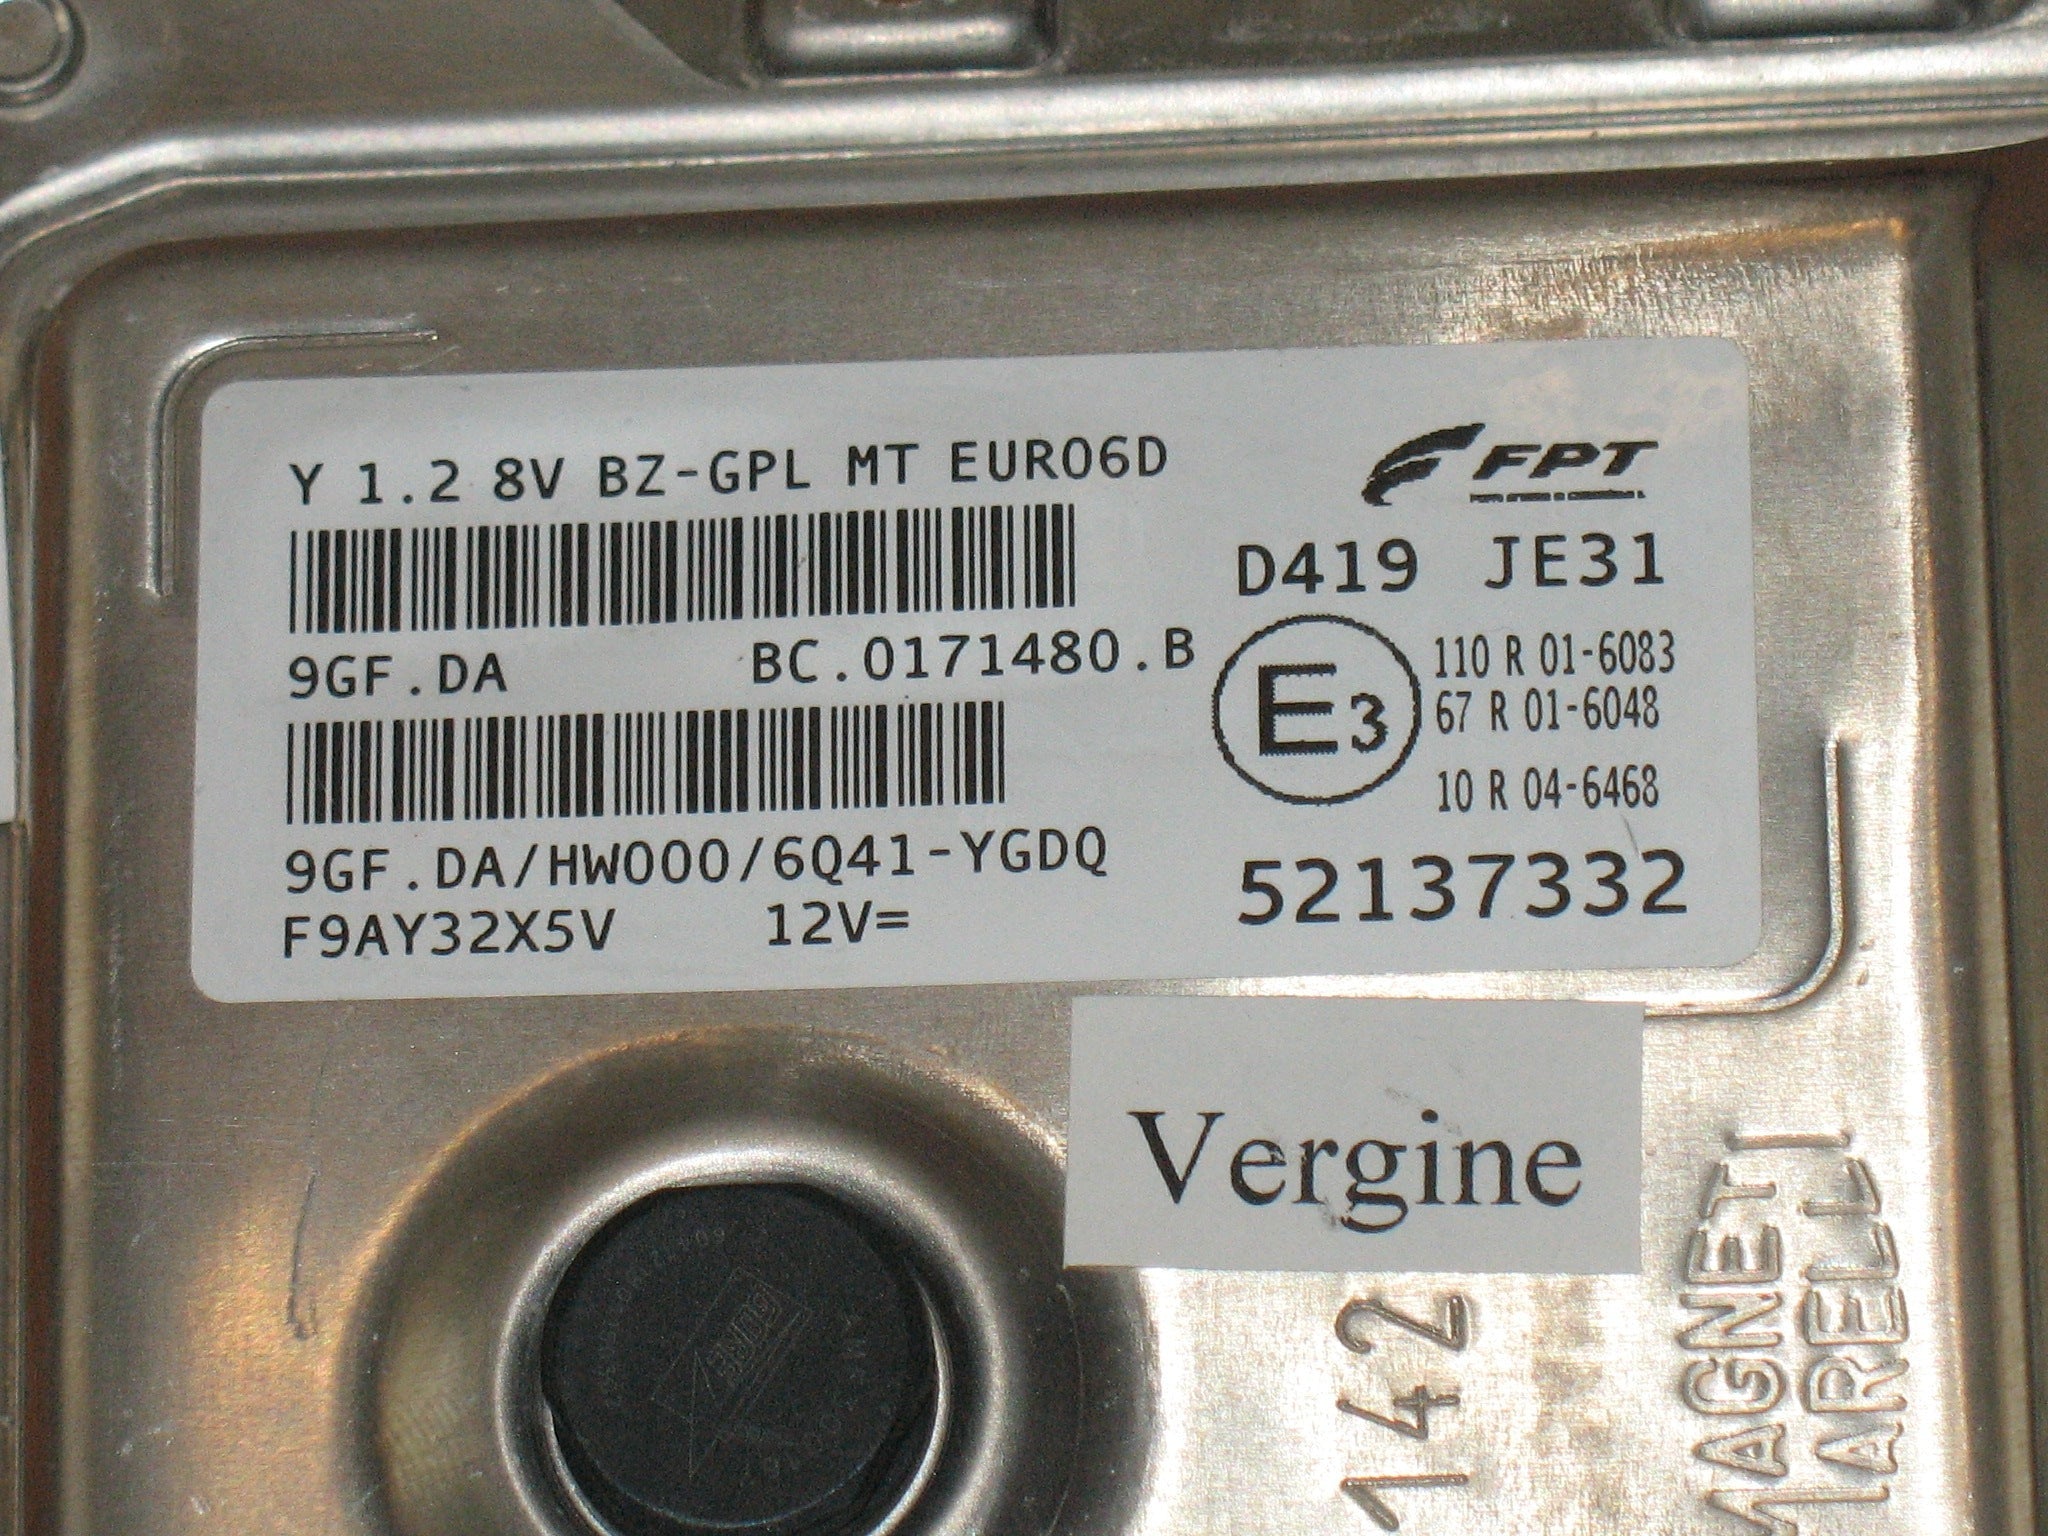 Y 1.2 8V BZ-GPL MT EURO6D
FPT
D419 JE31
9GF.DA BC.0171480.B
E3
110 R 01-6083
67 R 01-6048
10 R 04-6468
9GF.DA/HW000/6Q41-YGDQ
F9AY32X5V 12V=
52137332
Vergine
142
MAGNETI
MARELLI
GORE